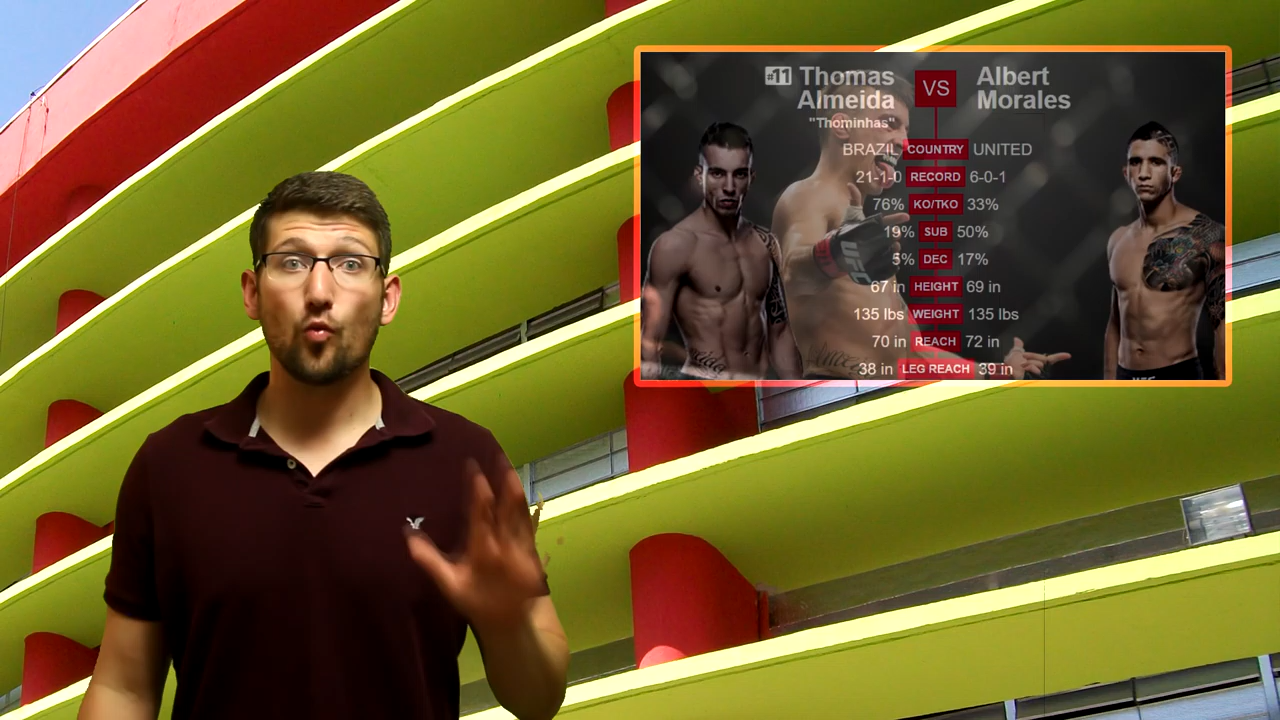 #11 Thomas Almeida VS Albert Morales
"Thominhas"
BRAZIL COUNTRY UNITED
21-1-0 RECORD 6-0-1
76% KO/TKO 33%
19% SUB 50%
5% DEC 17%
67 in HEIGHT 69 in
135 lbs WEIGHT 135 lbs
70 in REACH 72 in
38 in LEG REACH 39 in
UFC